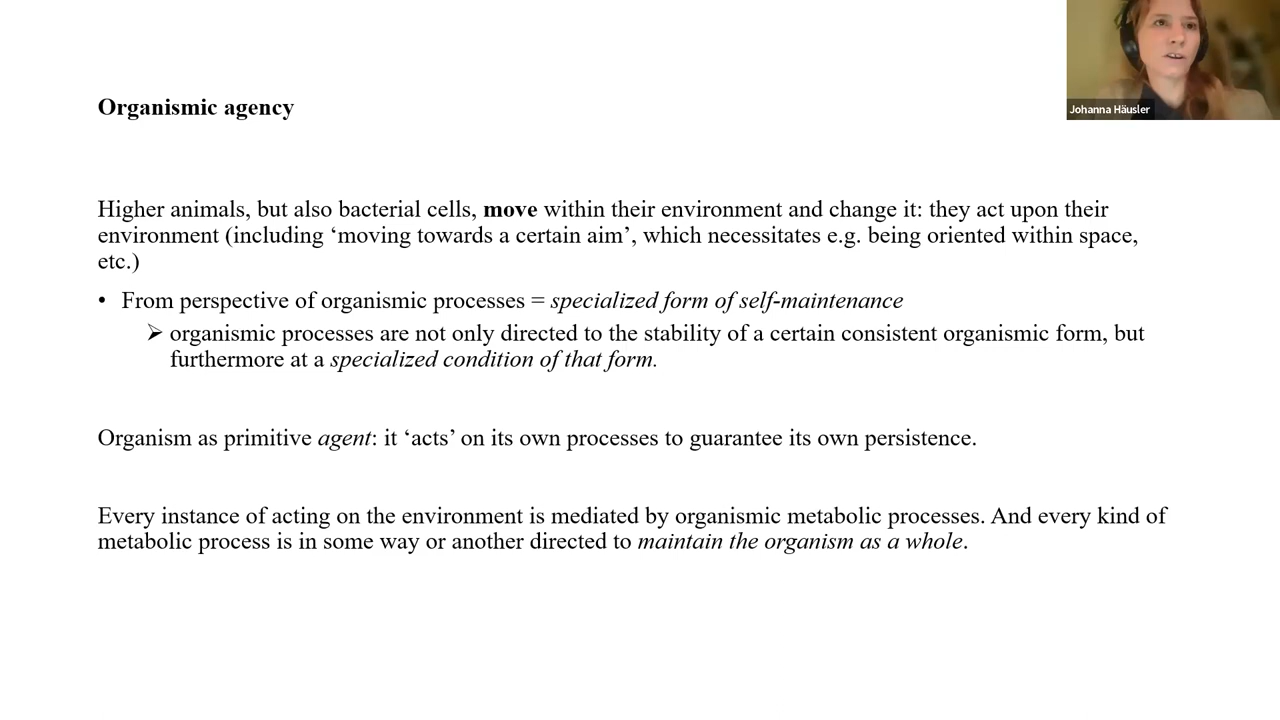 Johanna Häusler
Organismic agency
Higher animals, but also bacterial cells, move within their environment and change it: they act upon their
environment (including ‘moving towards a certain aim’, which necessitates e.g. being oriented within space,
etc.)
• From perspective of organismic processes = specialized form of self-maintenance
➢ organismic processes are not only directed to the stability of a certain consistent organismic form, but
furthermore at a specialized condition of that form.
Organism as primitive agent: it ‘acts’ on its own processes to guarantee its own persistence.
Every instance of acting on the environment is mediated by organismic metabolic processes. And every kind of
metabolic process is in some way or another directed to maintain the organism as a whole.